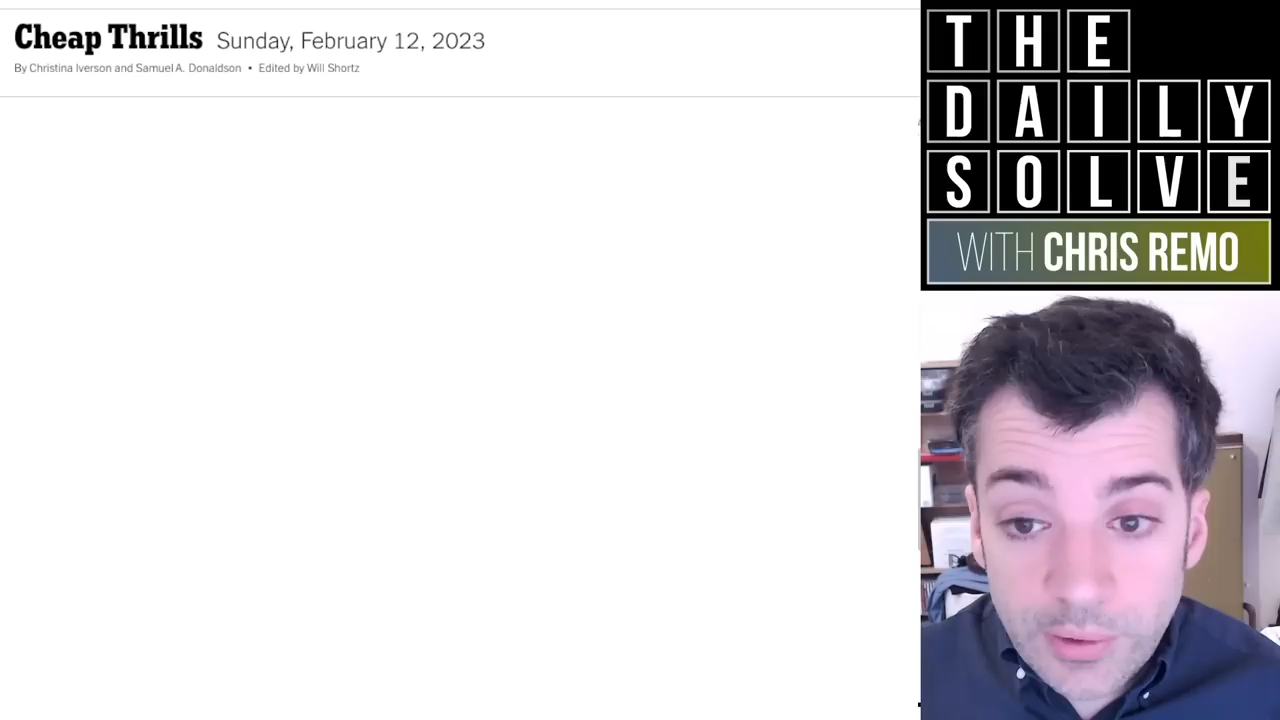 Cheap Thrills Sunday, February 12, 2023
By Christina Iverson and Samuel A. Donaldson • Edited by Will Shortz
THE
DAILY
SOLVE
WITH CHRIS REMO